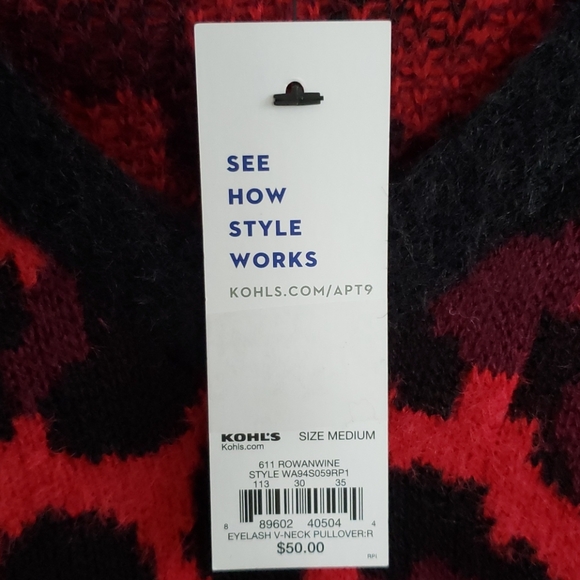 SEE
HOW
STYLE
WORKS
KOHLS.COM/APT9
KOHL'S SIZE MEDIUM
Kohls.com
611 ROWANWINE
STYLE WA94S059RP1
113 30 35
8 89602 40504 4
EYELASH V-NECK PULLOVER:R
$50.00
RPI